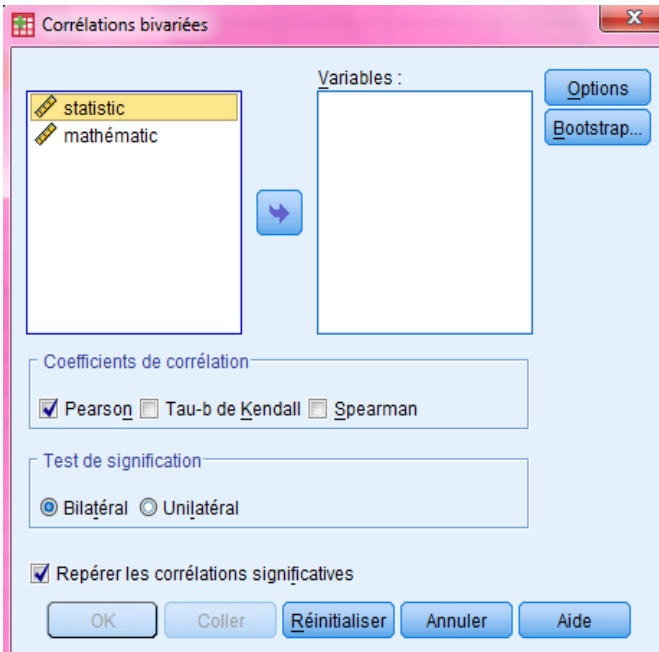 Corrélations bivariées
Variables :
statistic
mathématic
Options
Bootstrap...
Coefficients de corrélation
Pearson Tau-b de Kendall Spearman
Test de signification
Bilatéral Unilatéral
Repérer les corrélations significatives
OK Coller Réinitialiser Annuler Aide